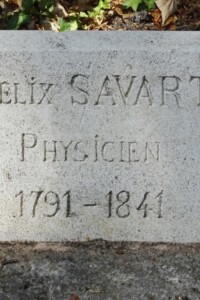 ELIX SAVART
PHYSICIEN
1791-1841